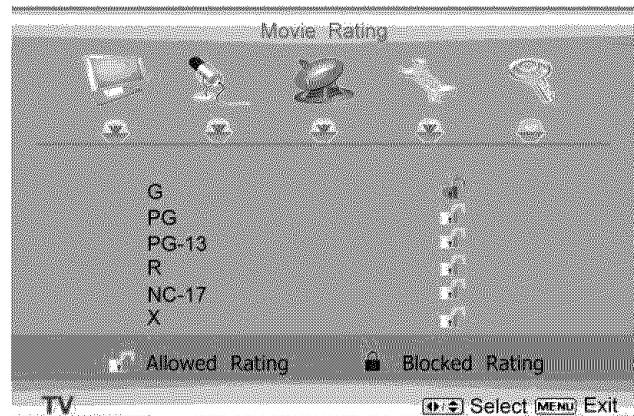 Movie Rating
G
PG
PG-13
R
NC-17
X
Allowed Rating Blocked Rating
TV Select MENU Exit